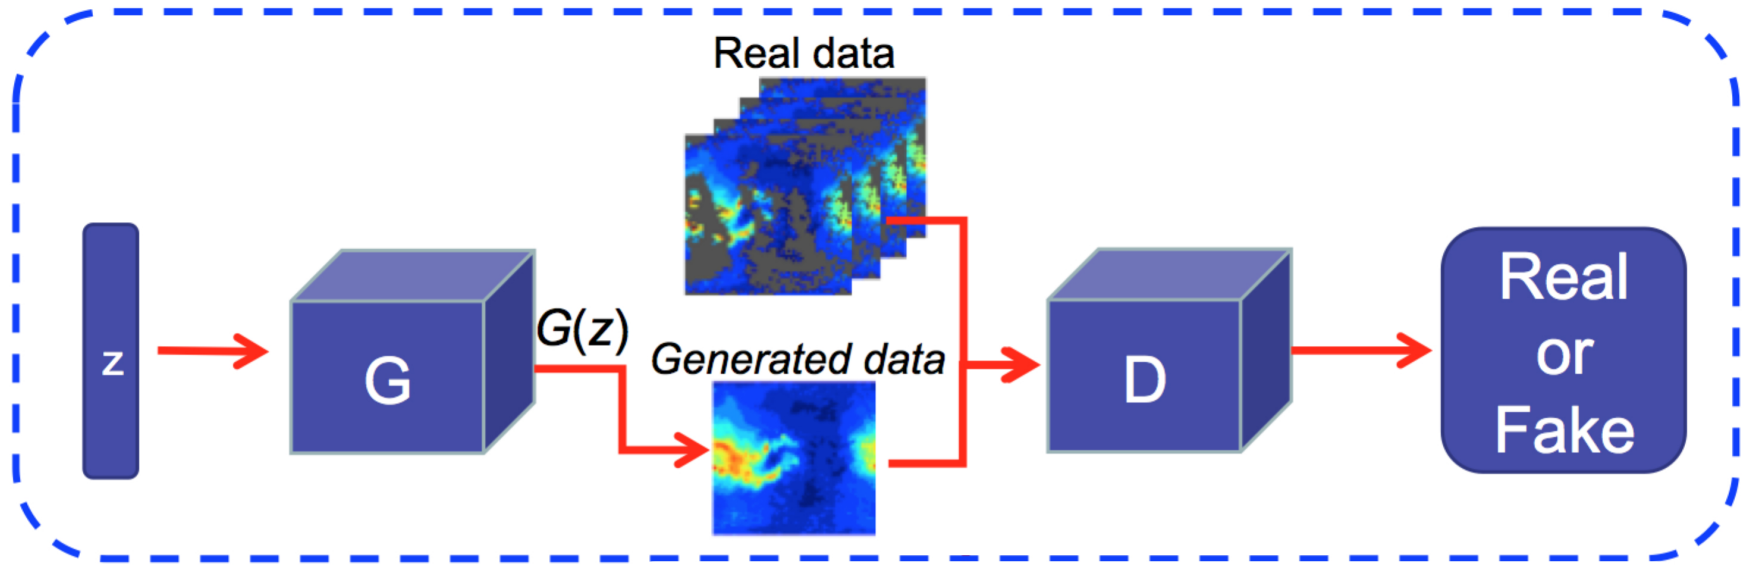 Real data
z
G
G(z)
Generated data
D
Real
or
Fake